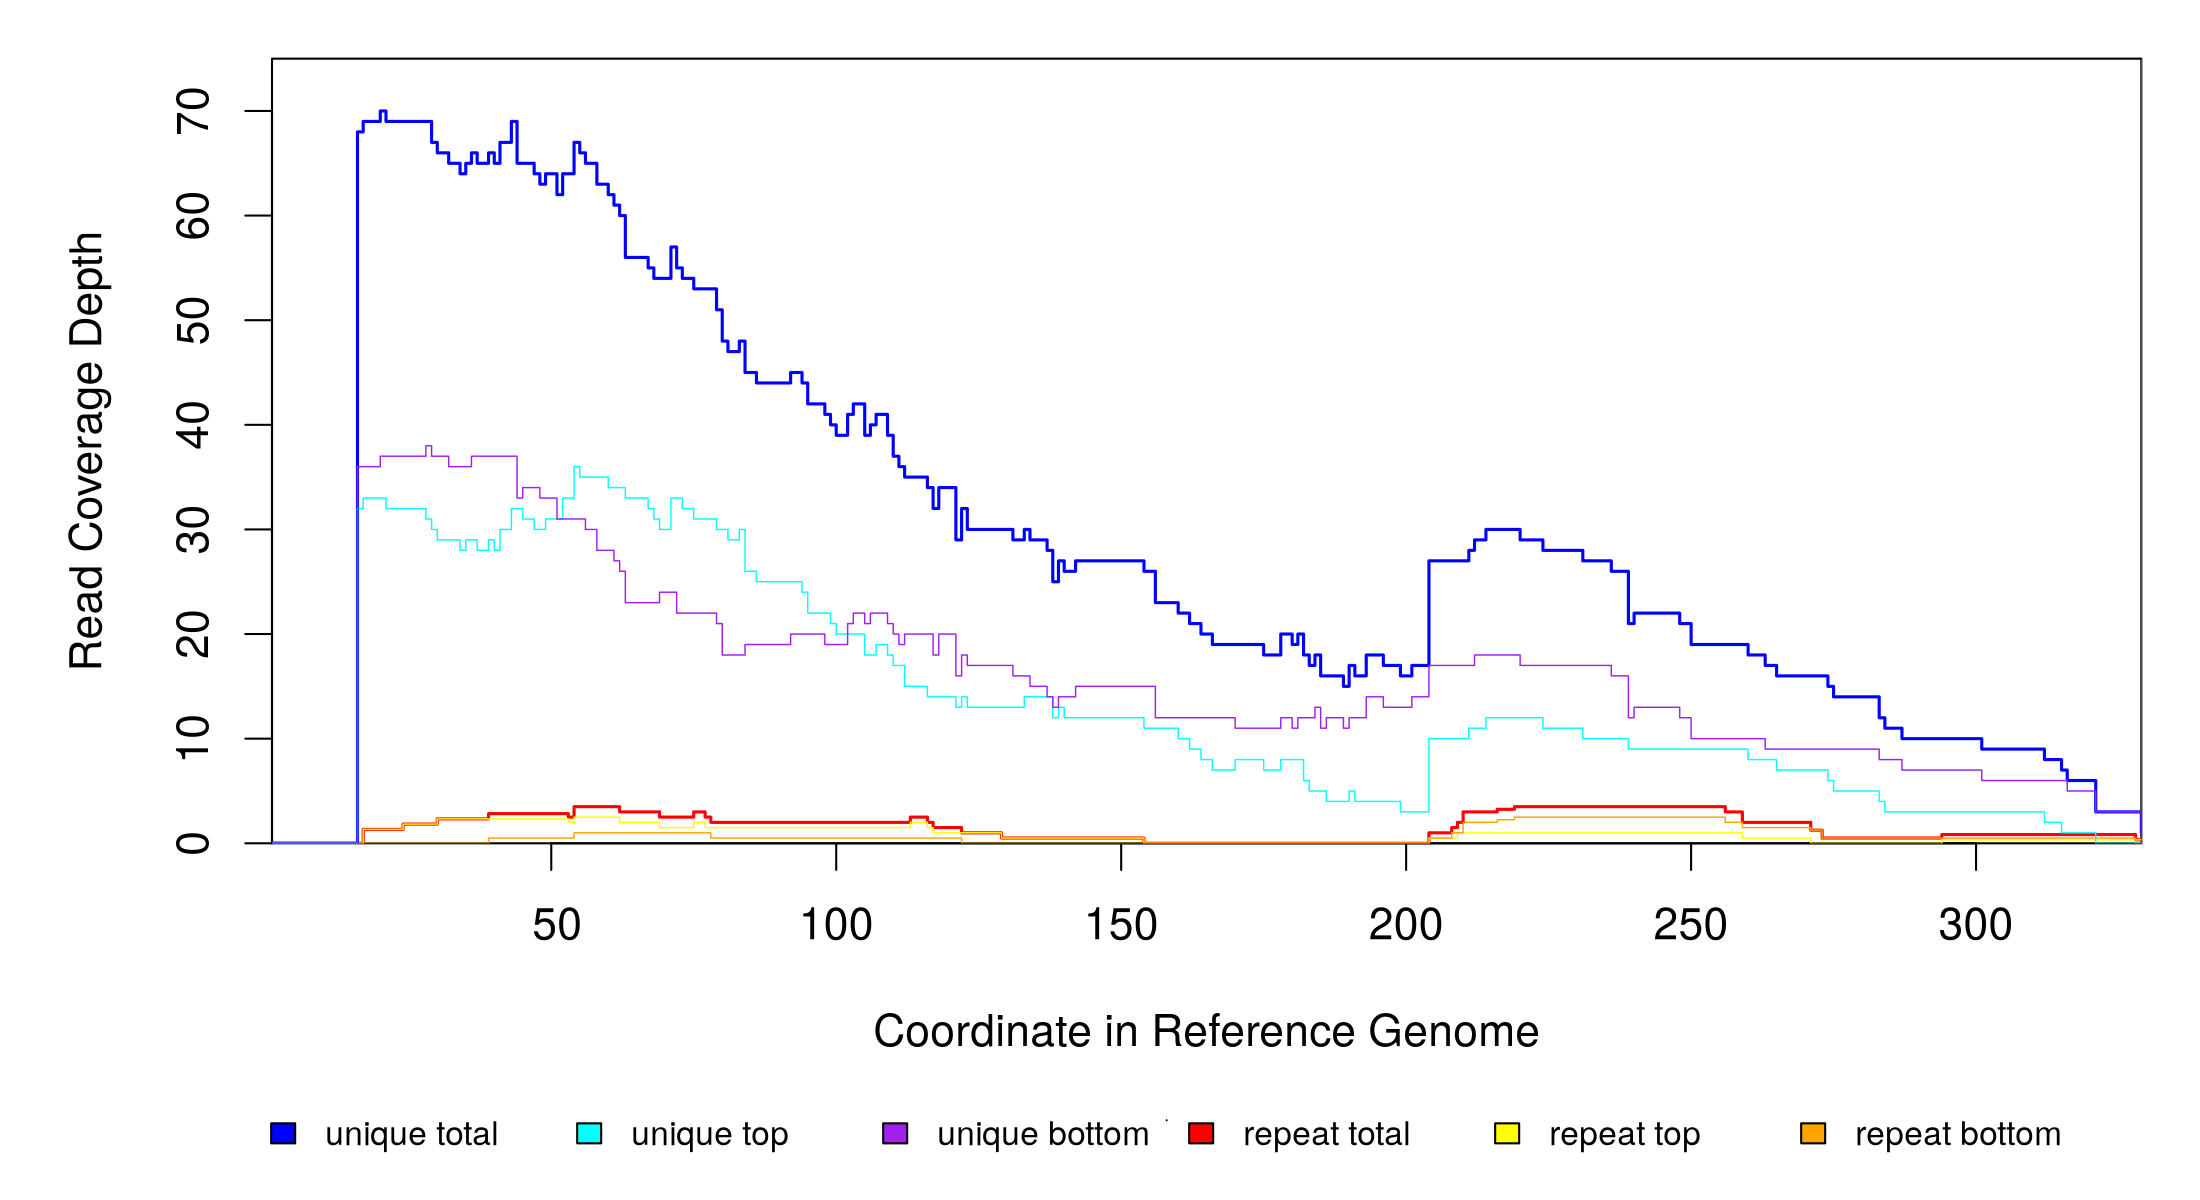 70
60
50
40
30
20
10
0
Read Coverage Depth
50 100 150 200 250 300
Coordinate in Reference Genome
unique total unique top unique bottom repeat total repeat top repeat bottom